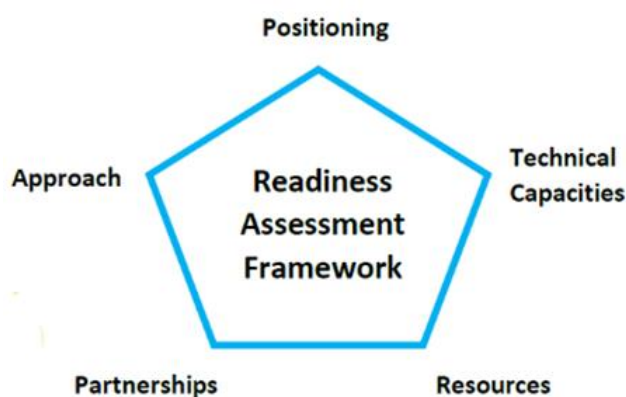 Positioning
Approach
Technical
Capacities
Readiness
Assessment
Framework
Partnerships
Resources